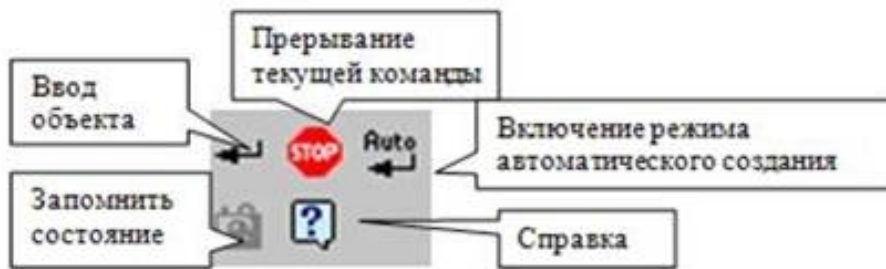 Прерывание
текущей команды
Ввод
объекта
STOP
Auto
Включение режима
автоматического создания
Запомнить
состояние
?
Справка